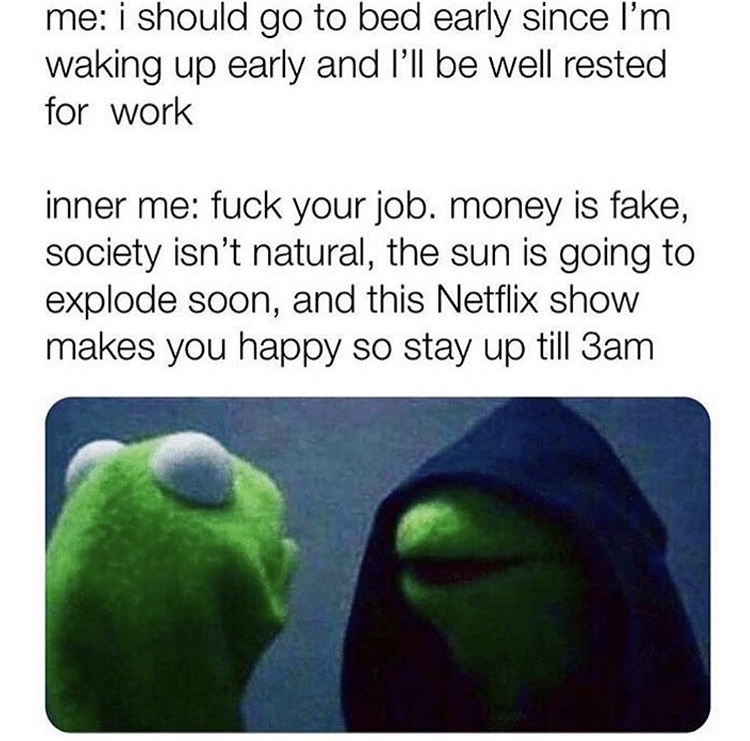 me: i should go to bed early since I'm
waking up early and I'll be well rested
for work
inner me: fuck your job. money is fake,
society isn't natural, the sun is going to
explode soon, and this Netflix show
makes you happy so stay up till 3am